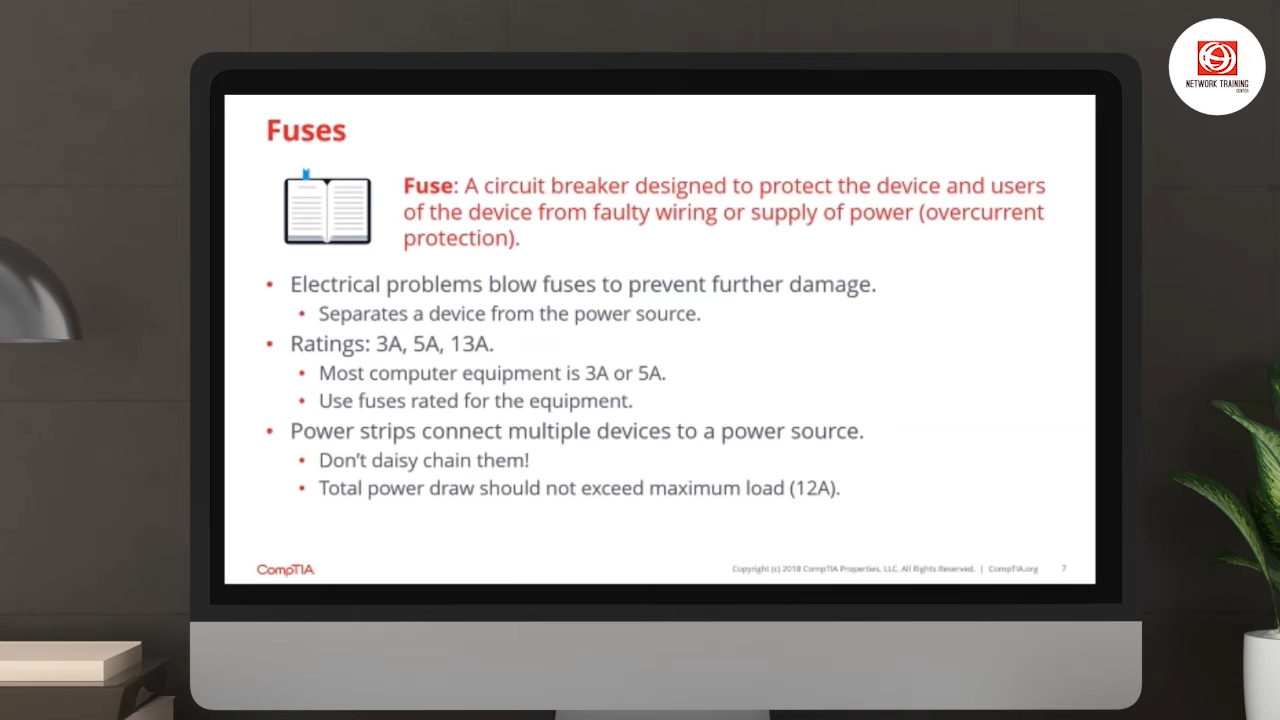 NETWORK TRAINING
CENTER
Fuses
Fuse: A circuit breaker designed to protect the device and users
of the device from faulty wiring or supply of power (overcurrent
protection).
• Electrical problems blow fuses to prevent further damage.
• Separates a device from the power source.
• Ratings: 3A, 5A, 13A.
• Most computer equipment is 3A or 5A.
• Use fuses rated for the equipment.
• Power strips connect multiple devices to a power source.
• Don’t daisy chain them!
• Total power draw should not exceed maximum load (12A).
CompTIA
Copyright (c) 2018 CompTIA Properties, LLC. All Rights Reserved. | CompTIA.org 7